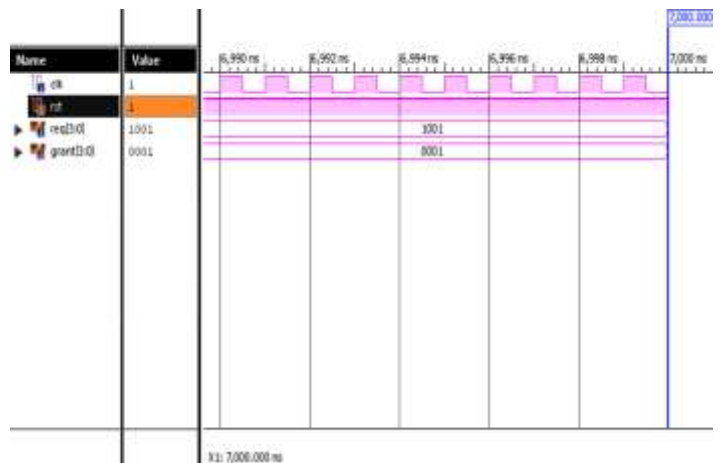 7,000.000
Name Value 6,990 ns 6,992 ns 6,994 ns 6,996 ns 6,998 ns 7,000 ns
clk 1
rst 1
req[3:0] 1001 1001
grant[3:0] 0001 0001
X1: 7,000.000 ns